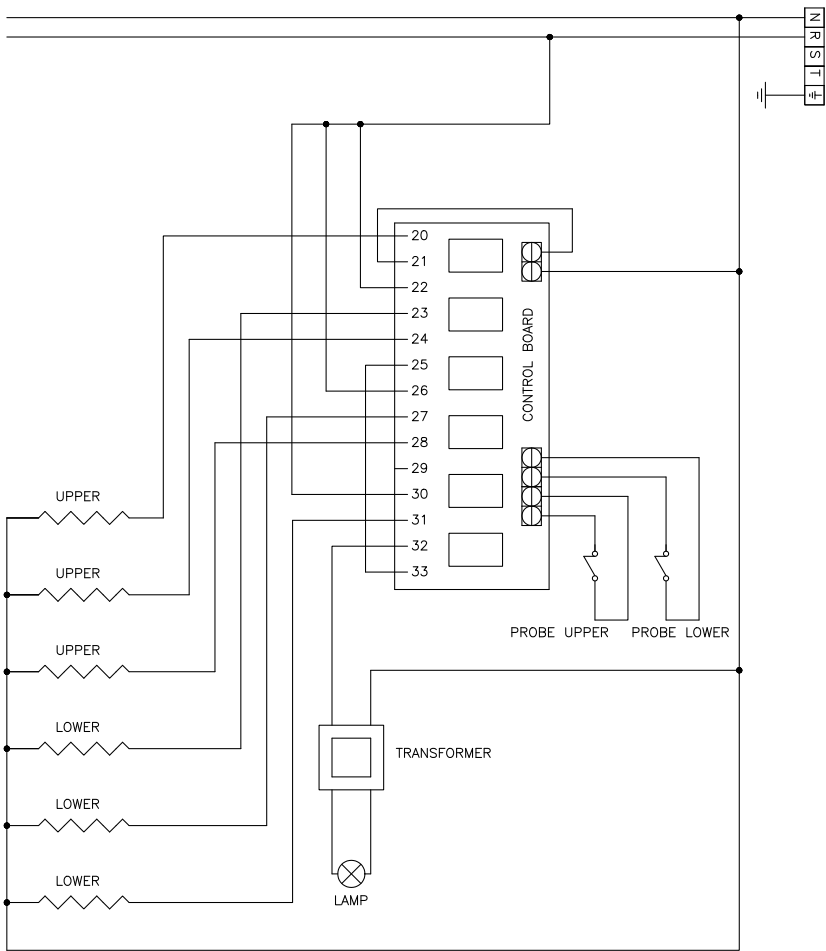 N
R
S
T
20
21
22
23
24
25
26
27
28
29
30
31
32
33
CONTROL BOARD
UPPER
UPPER
UPPER
LOWER
LOWER
LOWER
PROBE UPPER
PROBE LOWER
TRANSFORMER
LAMP